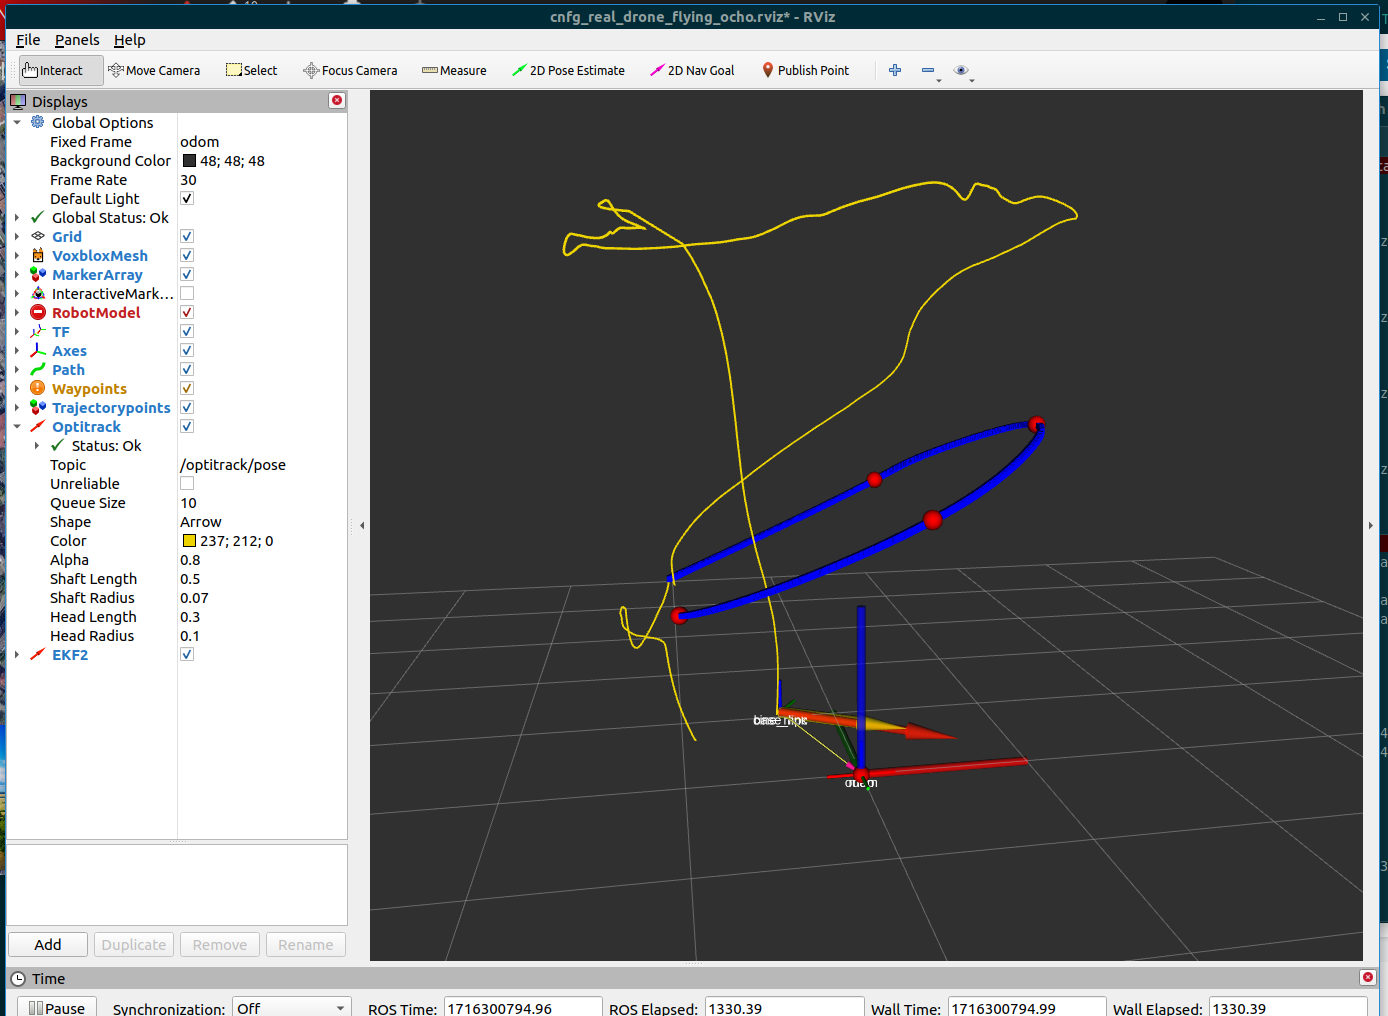 cnfg_real_drone_flying_ocho.rviz* - RViz
File Panels Help
Interact Move Camera Select Focus Camera Measure 2D Pose Estimate 2D Nav Goal Publish Point
Displays
Global Options
Fixed Frame odom
Background Color 48; 48; 48
Frame Rate 30
Default Light
Global Status: Ok
Grid
VoxbloxMesh
MarkerArray
InteractiveMark...
RobotModel
TF
Axes
Path
Waypoints
Trajectorypoints
Optitrack
Status: Ok
Topic /optitrack/pose
Unreliable
Queue Size 10
Shape Arrow
Color 237; 212; 0
Alpha 0.8
Shaft Length 0.5
Shaft Radius 0.07
Head Length 0.3
Head Radius 0.1
EKF2
Add Duplicate Remove Rename
Time
Pause Synchronization: Off ROS Time: 1716300794.96 ROS Elapsed: 1330.39 Wall Time: 1716300794.99 Wall Elapsed: 1330.39